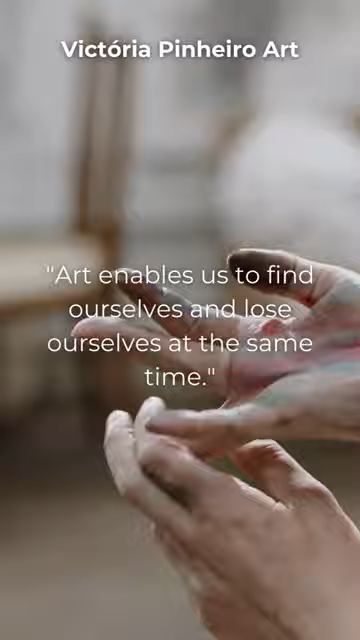 Victória Pinheiro Art
"Art enables us to find
ourselves and lose
ourselves at the same
time."